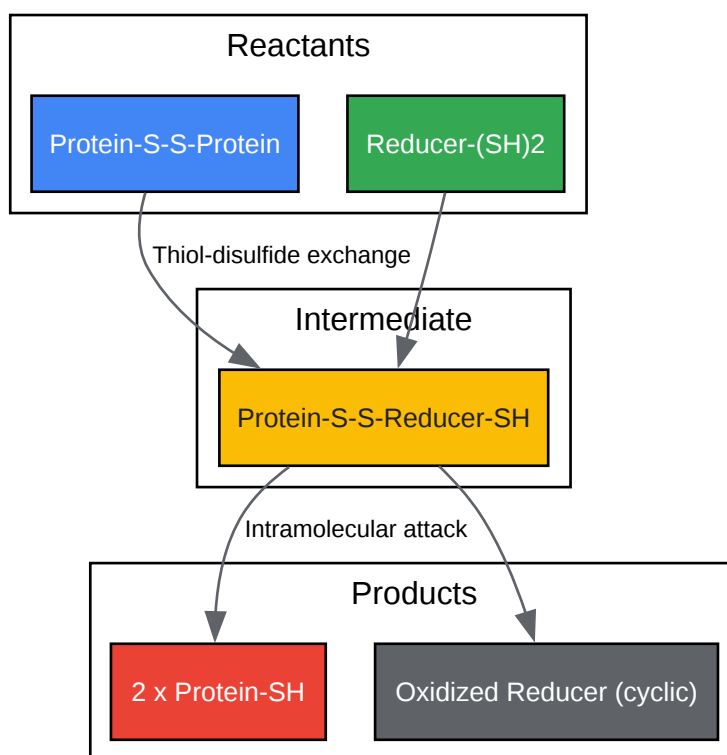 Reactants
Protein-S-S-Protein
Reducer-(SH)2
Thiol-disulfide exchange
Intermediate
Protein-S-S-Reducer-SH
Intramolecular attack
Products
2 x Protein-SH
Oxidized Reducer (cyclic)